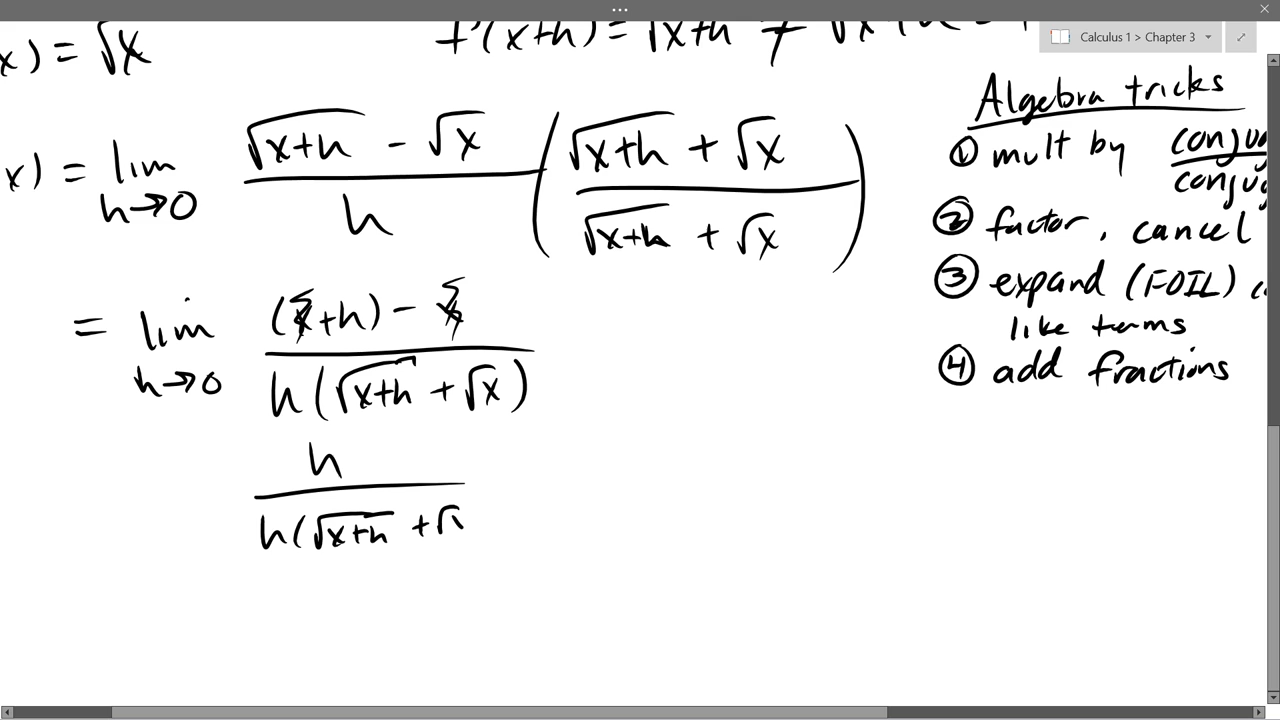 x) = √x
f(x+h) = √x+h ≠
Calculus 1 > Chapter 3
x) = lim h→0 (√x+h - √x)/h ( (√x+h + √x)/(√x+h + √x) )
= lim h→0 ((x+h) - x)/(h(√x+h + √x))
h/(h(√x+h + √
Algebra tricks
① mult by conju/conjug
② factor, cancel
③ expand (FOIL)
like terms
④ add fractions